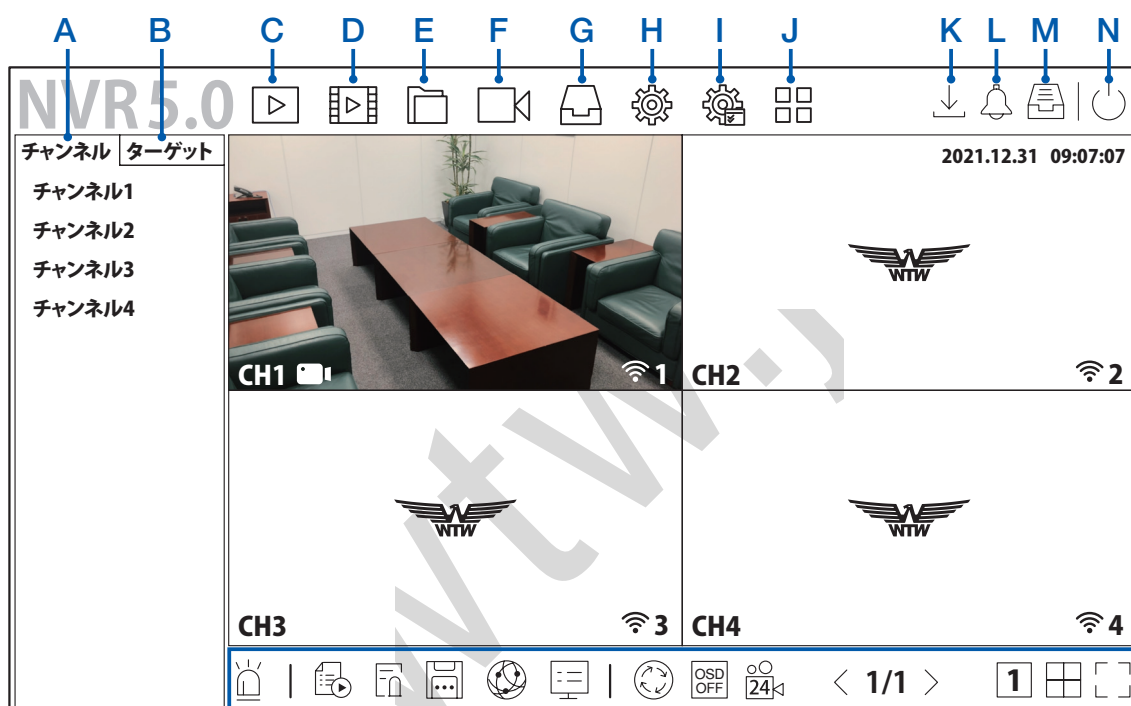 A B C D E F G H I J K L M N
NVR5.0
チャンネル ターゲット
2021.12.31 09:07:07
チャンネル1
チャンネル2
チャンネル3
チャンネル4
WTW
CH1 1
CH2 2
WTW
WTW
CH3 3
CH4 4
OSD
OFF
24
< 1/1 >
1
wtw.j